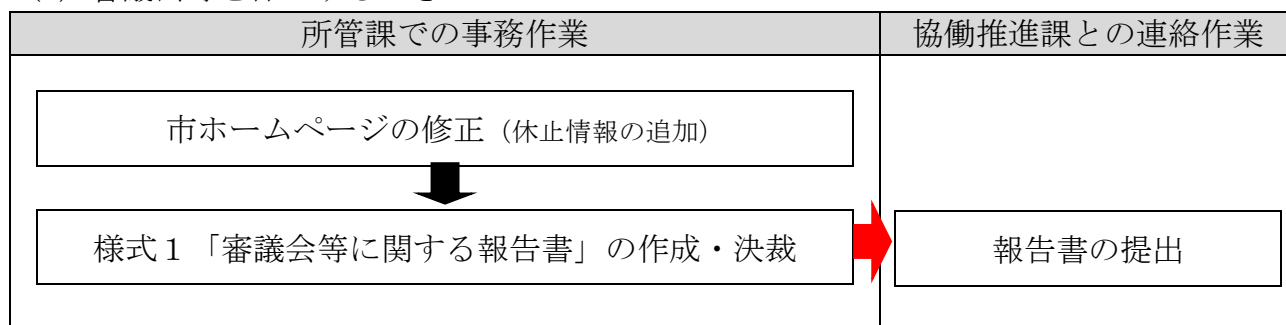 所管課での事務作業
協働推進課との連絡作業
市ホームページの修正（休止情報の追加）
様式１「審議会等に関する報告書」の作成・決裁
報告書の提出